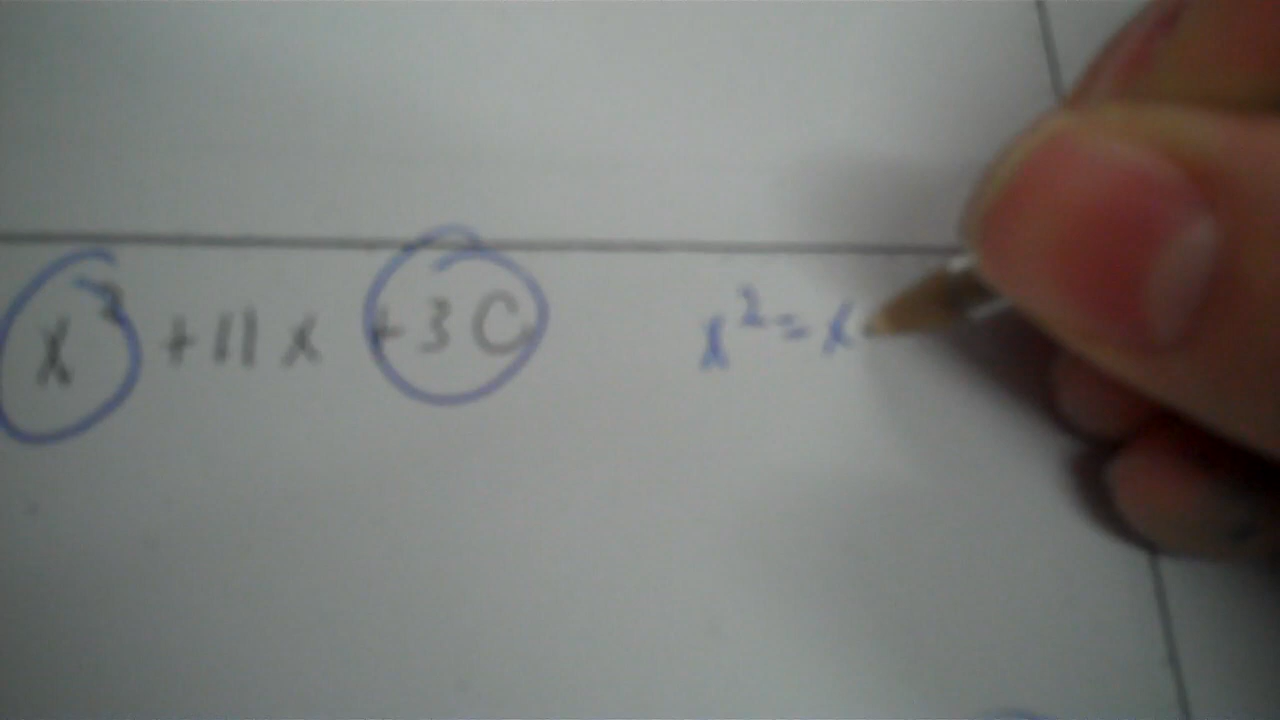 x² + 11x + 30 x² = x